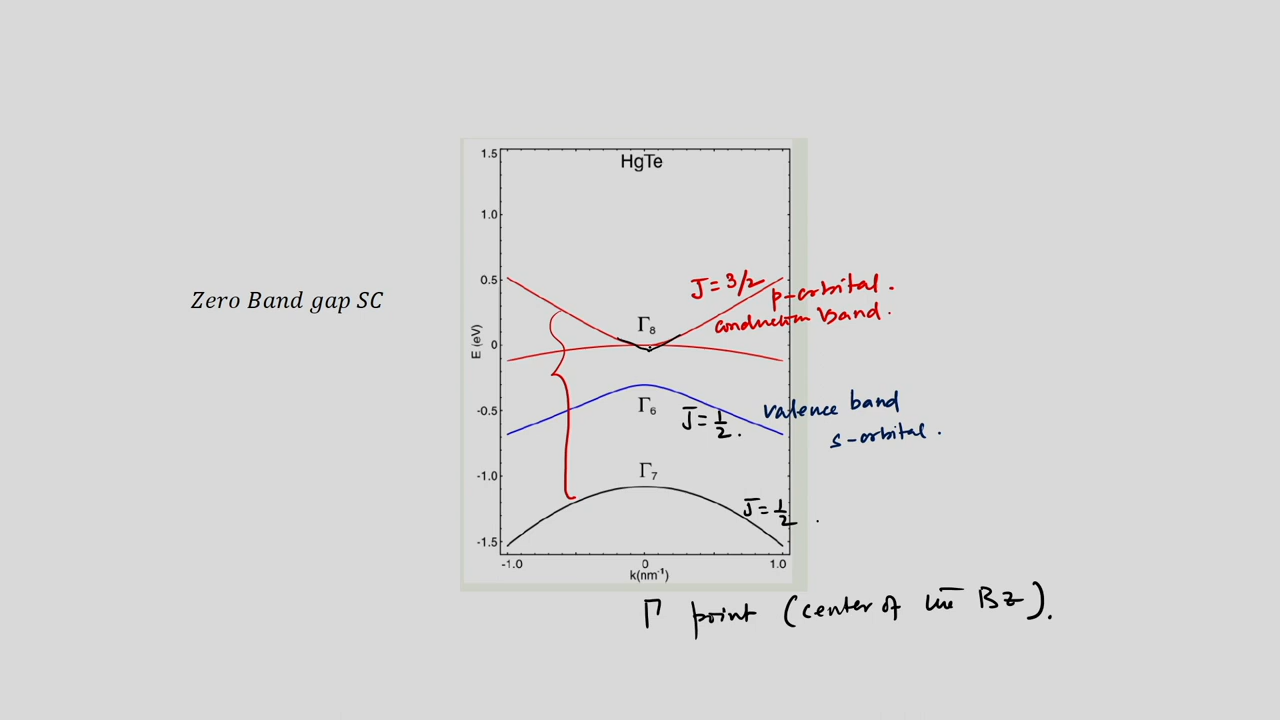 HgTe
1.5
1.0
0.5
0
-0.5
-1.0
-1.5
E (eV)
-1.0 0 1.0
k(nm⁻¹)
Zero Band gap SC
Γ₈
Γ₆
Γ₇
J = 3/2
p-orbital.
conduction band.
J = 1/2.
valence band
s-orbital.
J = 1/2.
Γ point (center of the BZ).